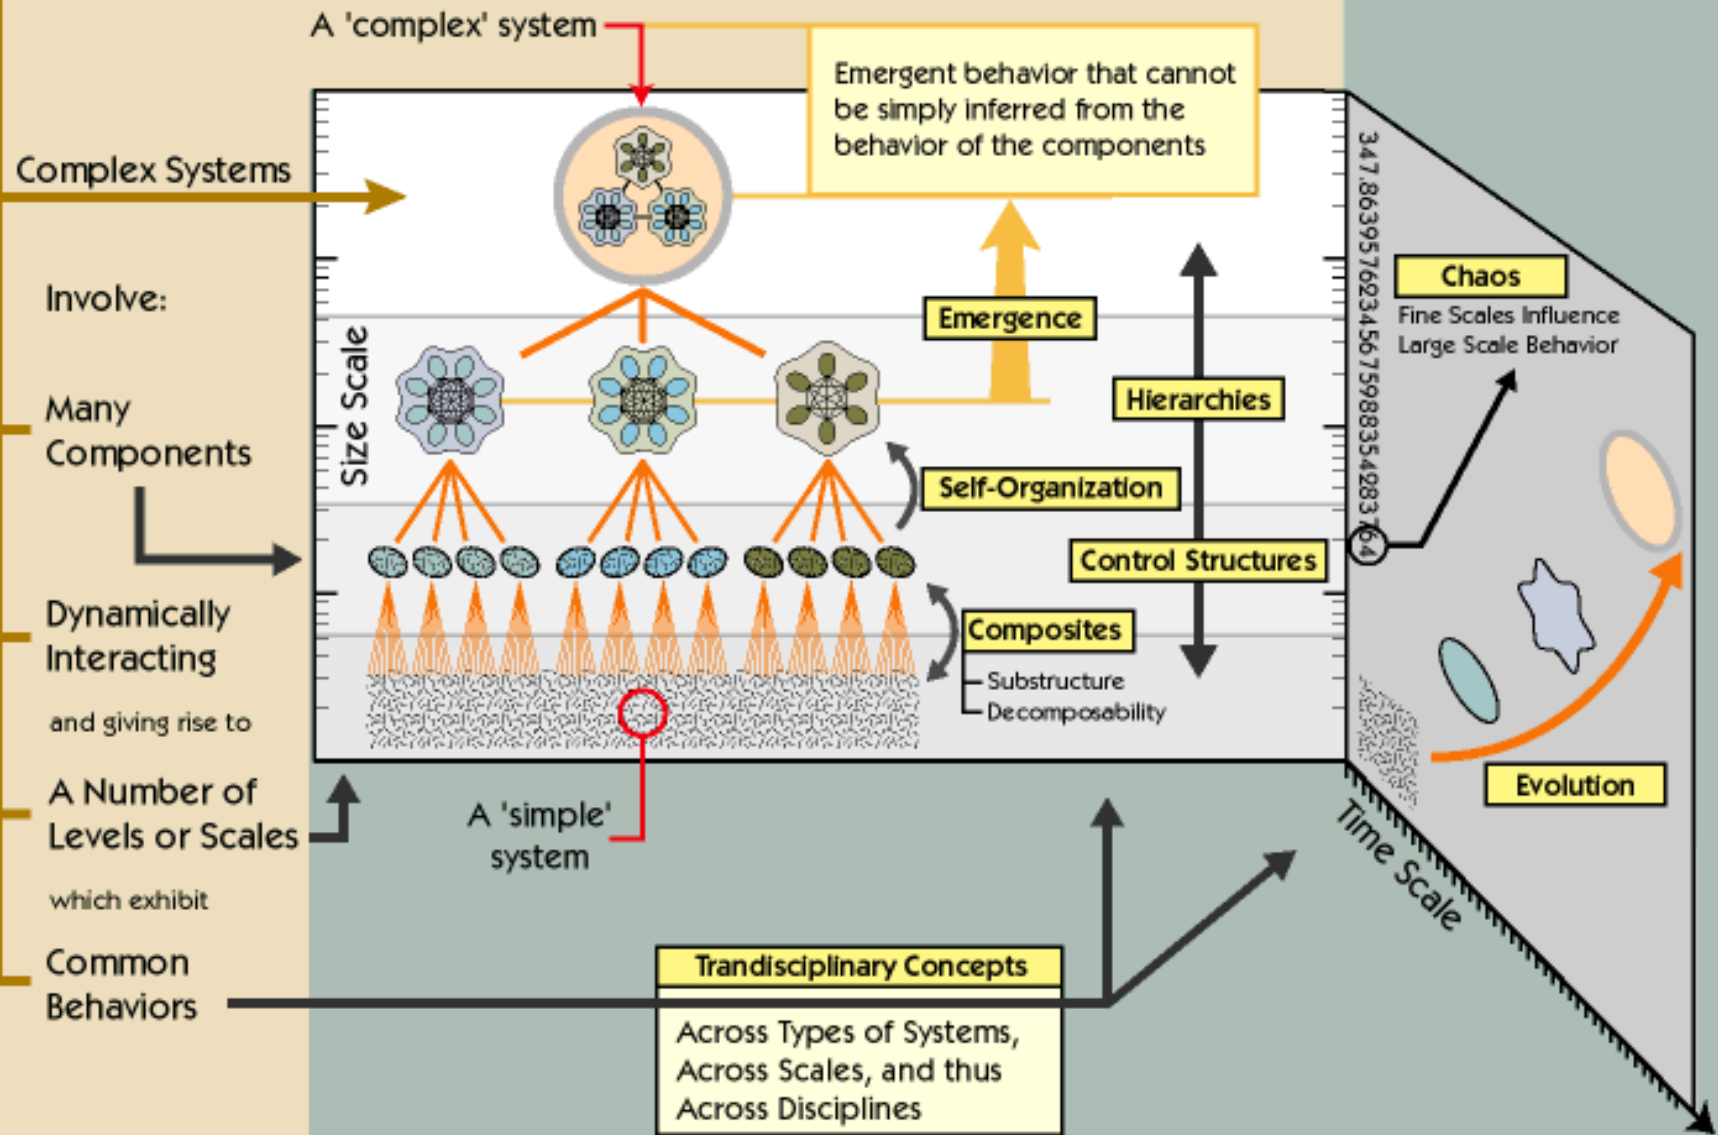 A 'complex' system
Emergent behavior that cannot
be simply inferred from the
behavior of the components
Complex Systems
Involve:
Many
Components
Dynamically
Interacting
and giving rise to
A Number of
Levels or Scales
which exhibit
Common
Behaviors
Size Scale
Emergence
Hierarchies
Self-Organization
Control Structures
Composites
Substructure
Decomposability
A 'simple'
system
Chaos
Fine Scales Influence
Large Scale Behavior
Evolution
Time Scale
Trandisciplinary Concepts
Across Types of Systems,
Across Scales, and thus
Across Disciplines